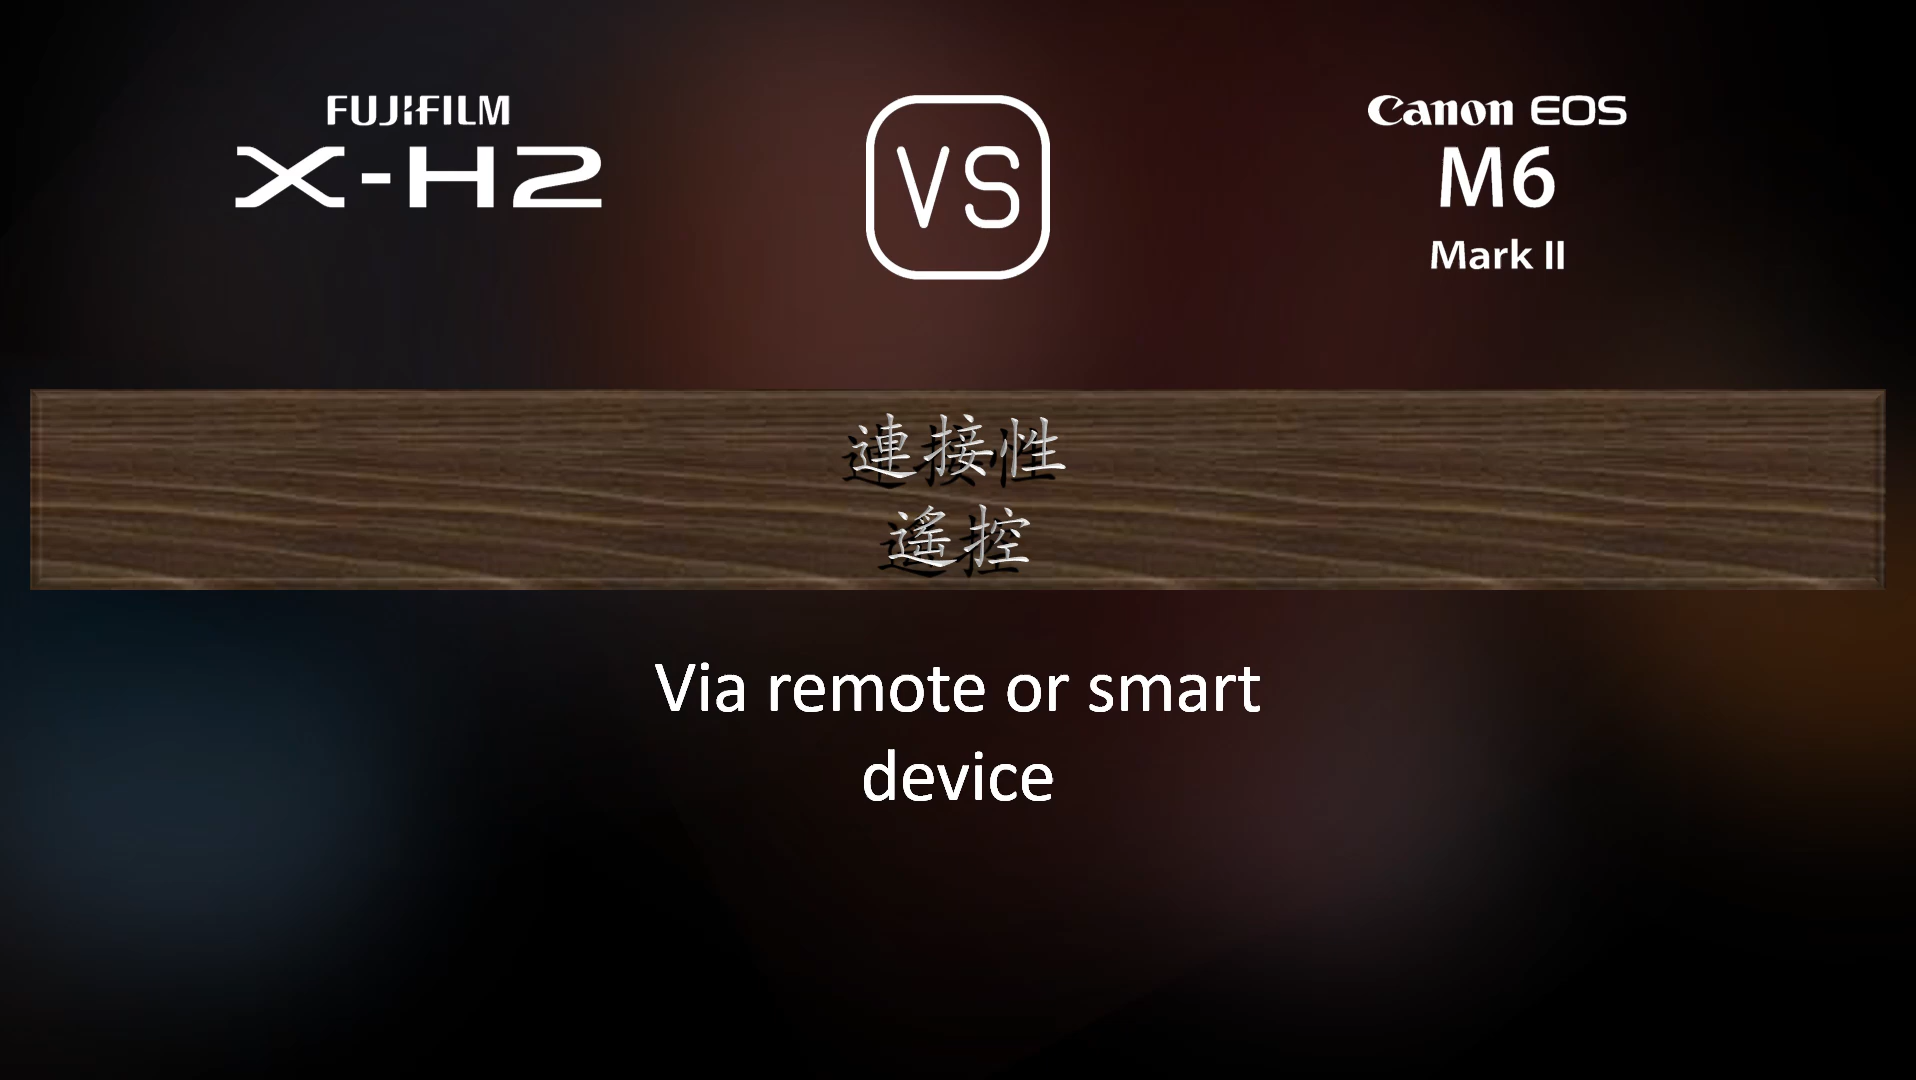 FUJIFILM
X-H2
VS
Canon EOS
M6
Mark II
連接性
遙控
Via remote or smart
device